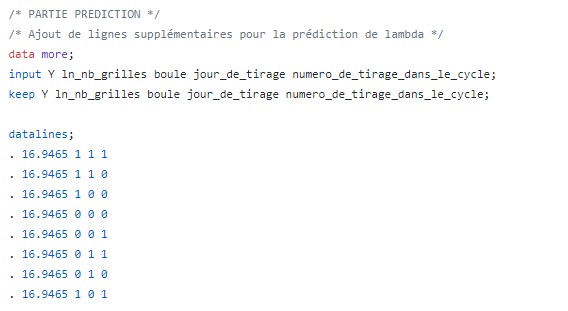 /* PARTIE PREDICTION */
/* Ajout de lignes supplémentaires pour la prédiction de lambda */
data more;
input Y ln_nb_grilles boule jour_de_tirage numero_de_tirage_dans_le_cycle;
keep Y ln_nb_grilles boule jour_de_tirage numero_de_tirage_dans_le_cycle;
datalines;
. 16.9465 1 1 1
. 16.9465 1 1 0
. 16.9465 1 0 0
. 16.9465 0 0 0
. 16.9465 0 0 1
. 16.9465 0 1 1
. 16.9465 0 1 0
. 16.9465 1 0 1